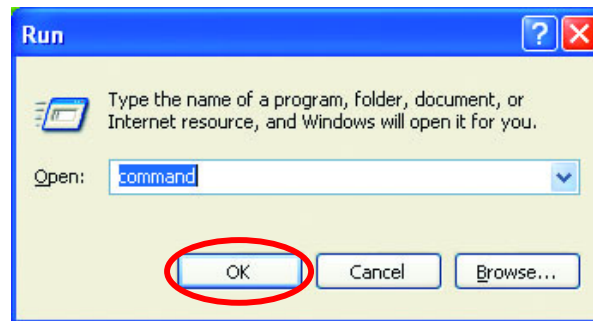 Run
Type the name of a program, folder, document, or
Internet resource, and Windows will open it for you.
Open: command
OK Cancel Browse...